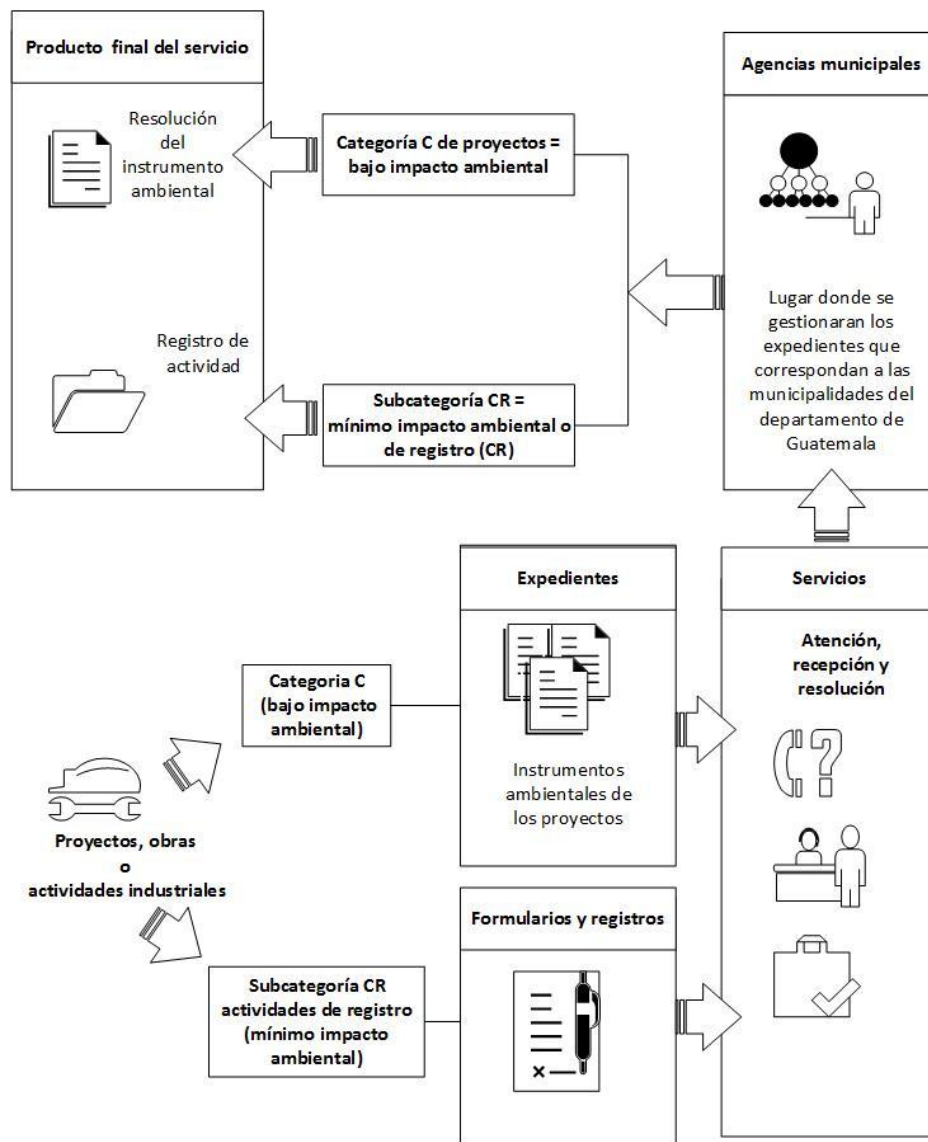 Producto final del servicio
Resolución
del
instrumento
ambiental
Registro de
actividad
Categoría C de proyectos =
bajo impacto ambiental
Subcategoría CR =
mínimo impacto ambiental o
de registro (CR)
Agencias municipales
Lugar donde se
gestionaran los
expedientes que
correspondan a las
municipalidades del
departamento de
Guatemala
Proyectos, obras
o
actividades industriales
Categoria C
(bajo impacto
ambiental)
Subcategoría CR
actividades de registro
(mínimo impacto
ambiental)
Expedientes
Instrumentos
ambientales de
los proyectos
Formularios y registros
Servicios
Atención,
recepción y
resolución